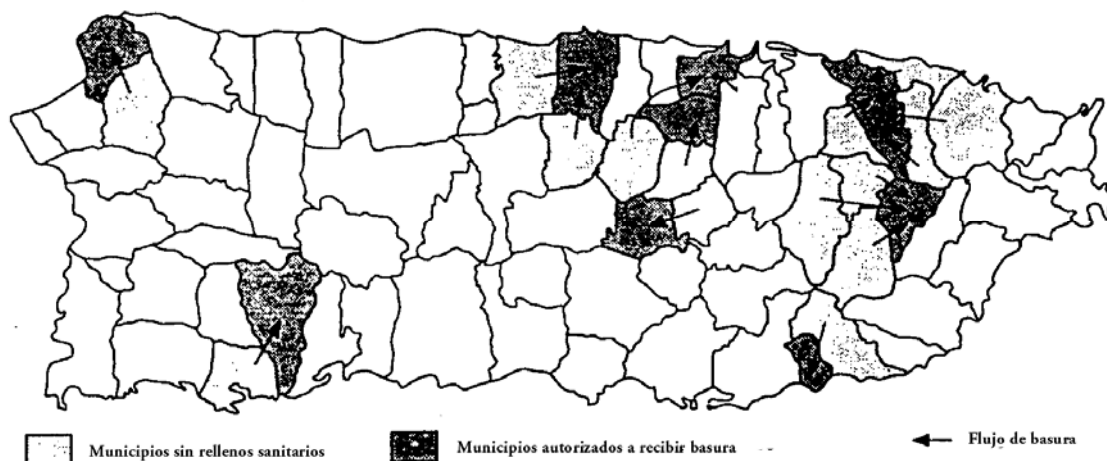 Municipios sin rellenos sanitarios
Municipios autorizados a recibir basura
Flujo de basura